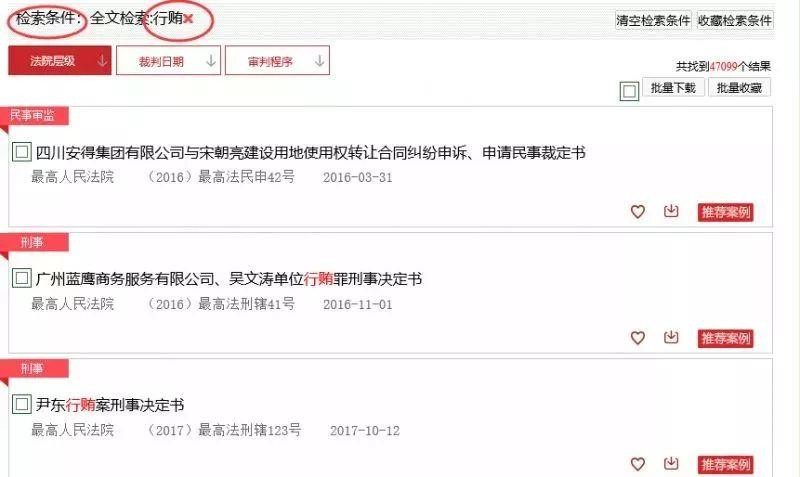 检索条件： 全文检索:行贿×
清空检索条件 收藏检索条件
法院层级 裁判日期 审判程序
共找到47099个结果
批量下载 批量收藏
民事审监
四川安得集团有限公司与宋朝亮建设用地使用权转让合同纠纷申诉、申请民事裁定书
最高人民法院 （2016）最高法民申42号 2016-03-31
推荐案例
刑事
广州蓝鹰商务服务有限公司、吴文涛单位行贿罪刑事决定书
最高人民法院 （2016）最高法刑辖41号 2016-11-01
推荐案例
刑事
尹东行贿案刑事决定书
最高人民法院 （2017）最高法刑辖123号 2017-10-12
推荐案例